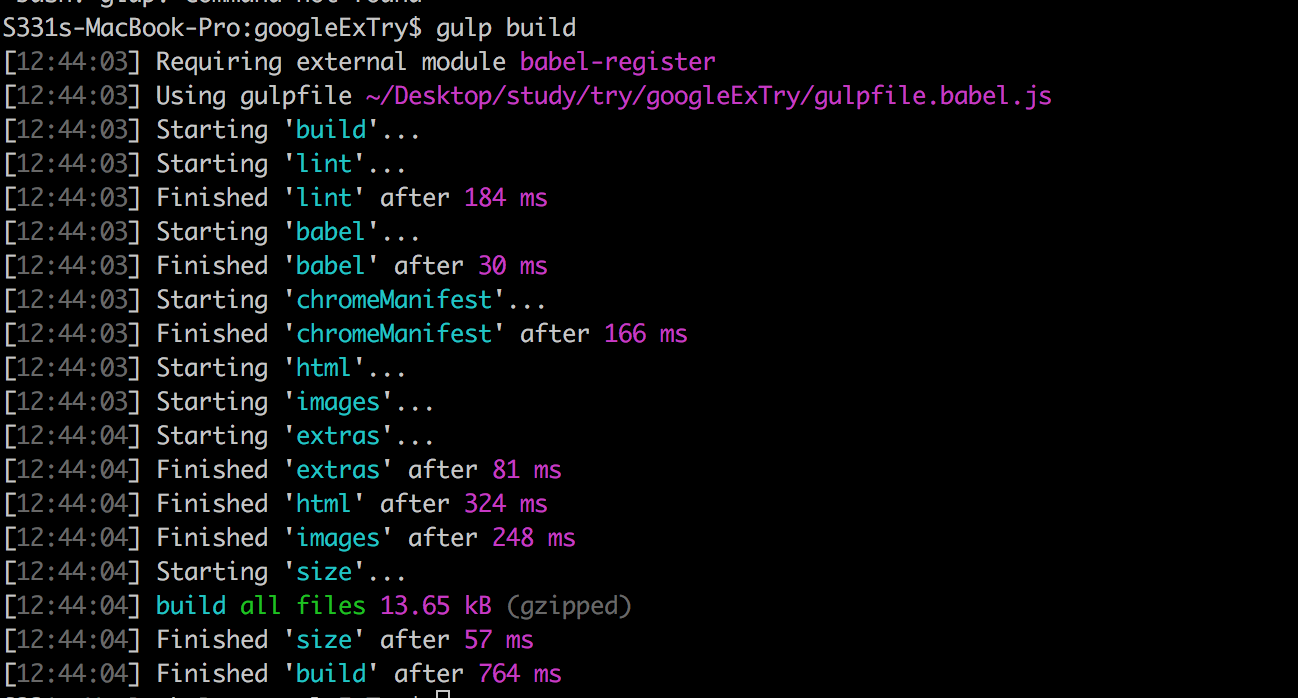 S331s-MacBook-Pro:googleExTry$ gulp build
[12:44:03] Requiring external module babel-register
[12:44:03] Using gulpfile ~/Desktop/study/try/googleExTry/gulpfile.babel.js
[12:44:03] Starting 'build'...
[12:44:03] Starting 'lint'...
[12:44:03] Finished 'lint' after 184 ms
[12:44:03] Starting 'babel'...
[12:44:03] Finished 'babel' after 30 ms
[12:44:03] Starting 'chromeManifest'...
[12:44:03] Finished 'chromeManifest' after 166 ms
[12:44:03] Starting 'html'...
[12:44:03] Starting 'images'...
[12:44:04] Starting 'extras'...
[12:44:04] Finished 'extras' after 81 ms
[12:44:04] Finished 'html' after 324 ms
[12:44:04] Finished 'images' after 248 ms
[12:44:04] Starting 'size'...
[12:44:04] build all files 13.65 kB (gzipped)
[12:44:04] Finished 'size' after 57 ms
[12:44:04] Finished 'build' after 764 ms